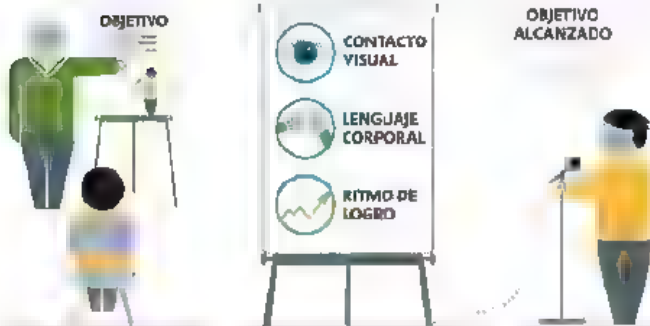 OBJETIVO
CONTACTO
VISUAL
LENGUAJE
CORPORAL
RITMO DE
LOGRO
OBJETIVO
ALCANZADO